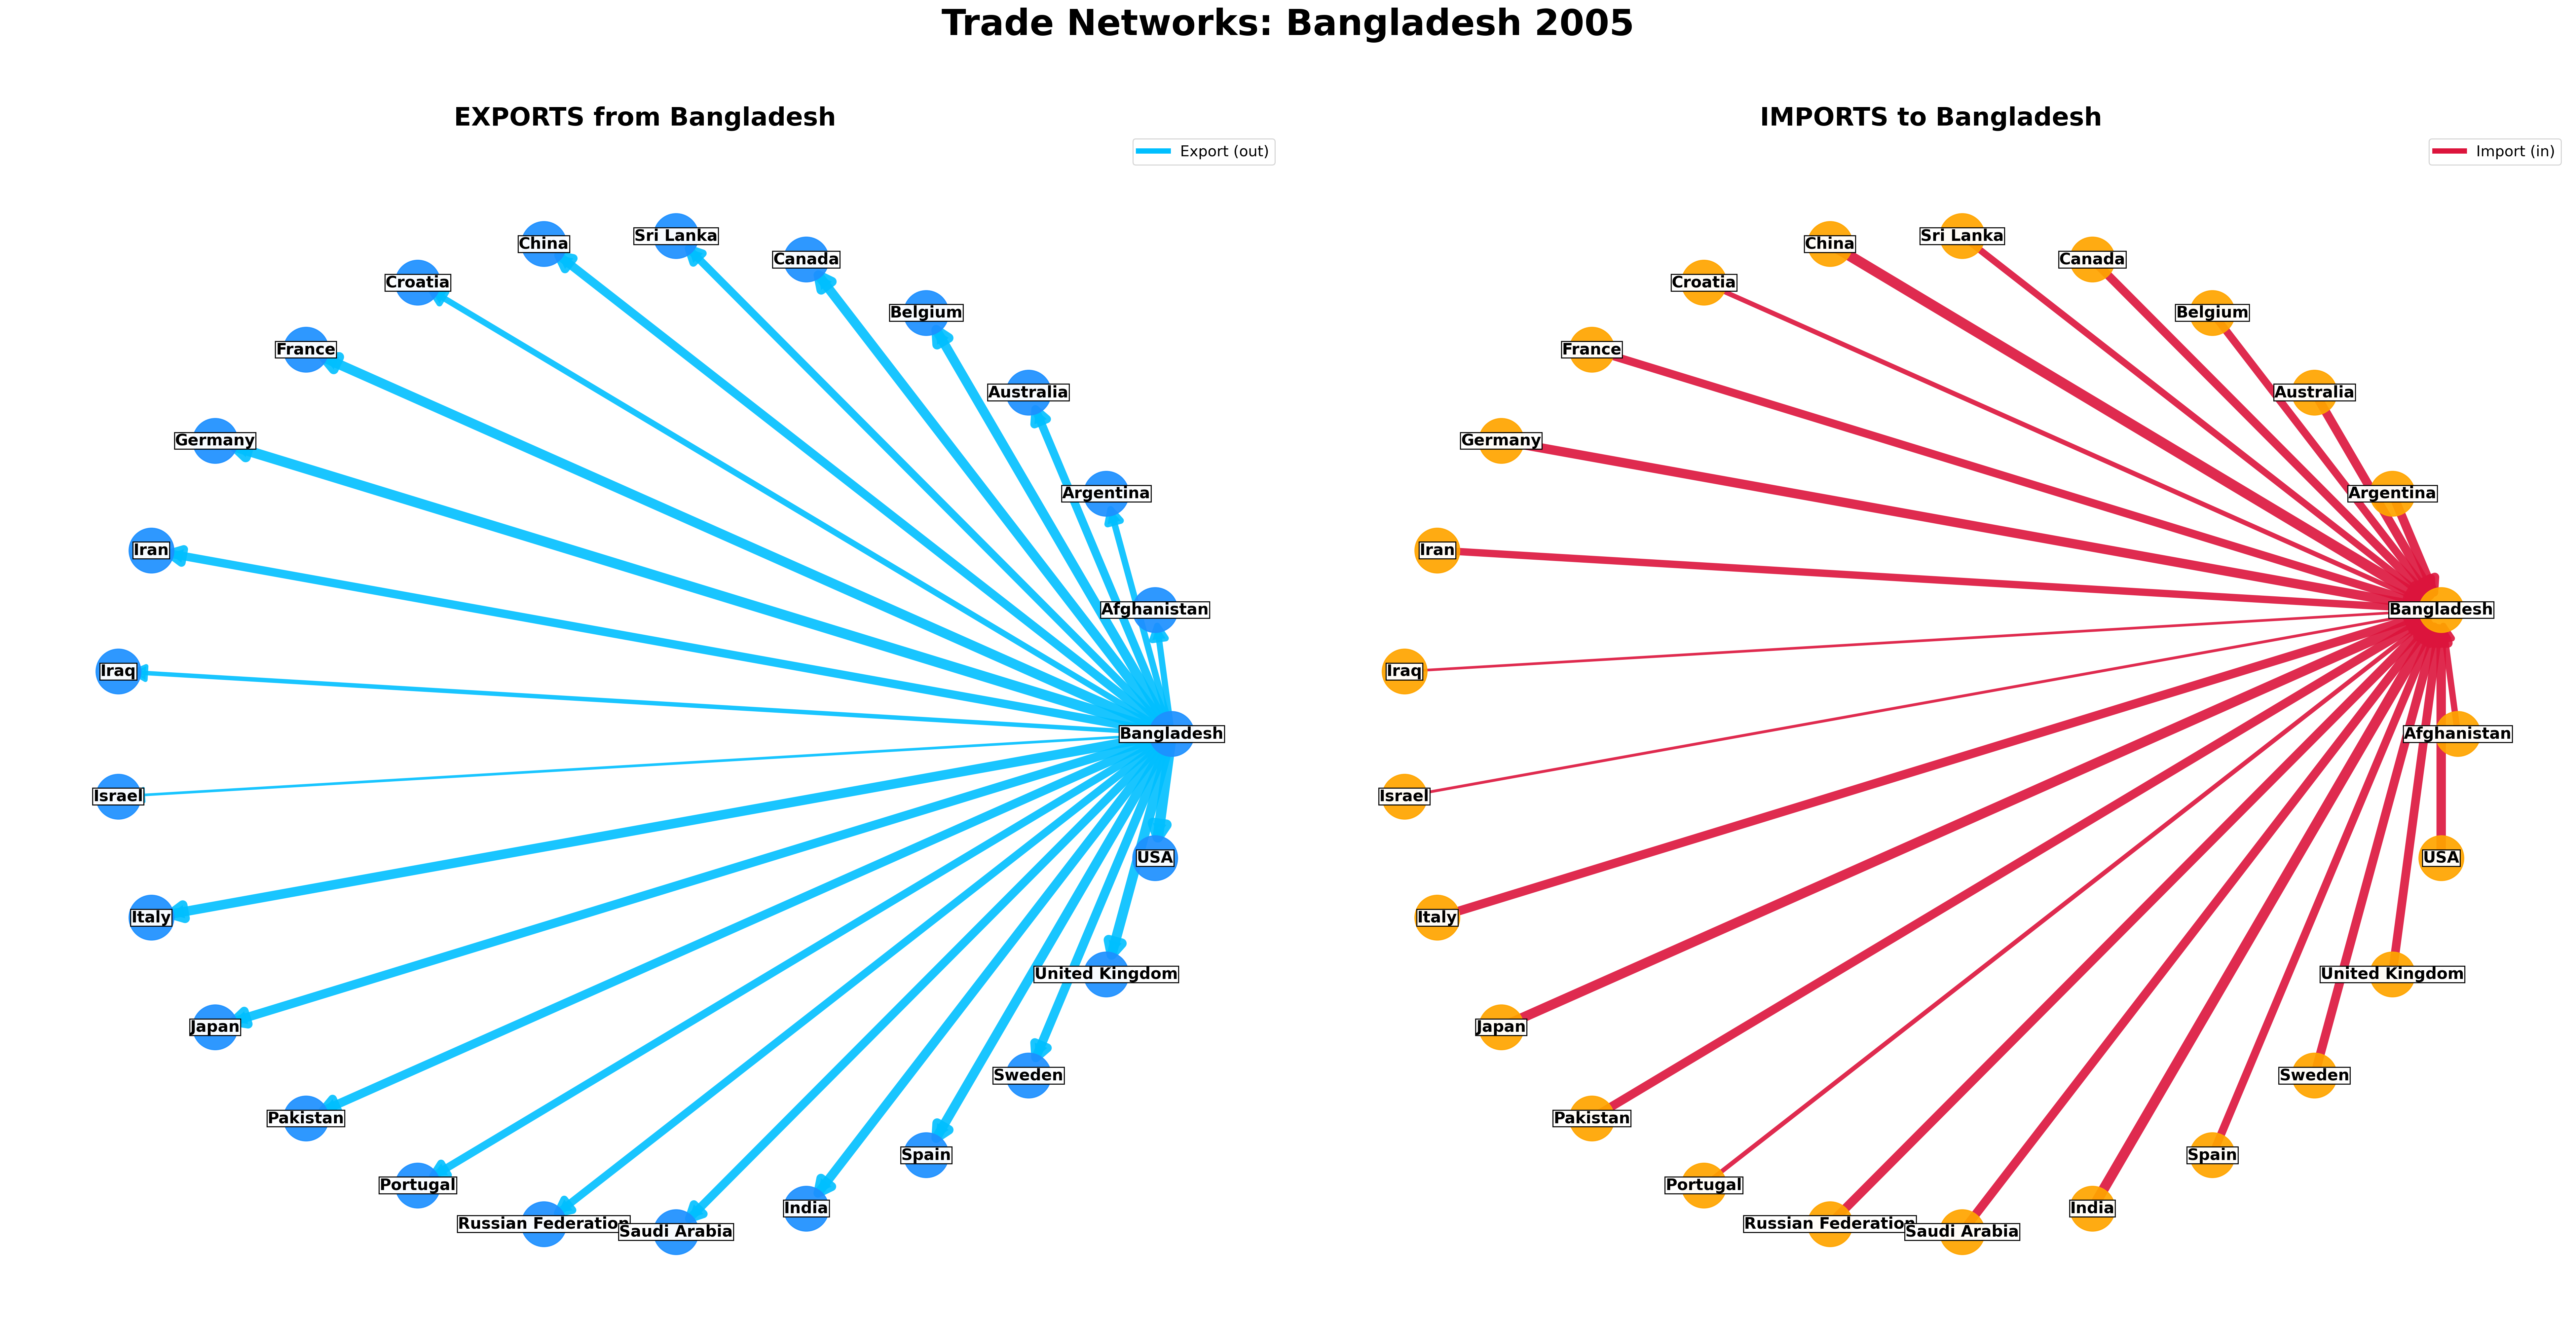 Trade Networks: Bangladesh 2005
EXPORTS from Bangladesh
Export (out)
Sri Lanka
China
Canada
Croatia
Belgium
France
Australia
Germany
Argentina
Iran
Afghanistan
Iraq
Bangladesh
Israel
USA
Italy
United Kingdom
Japan
Sweden
Pakistan
Spain
Portugal
India
Russian Federation
Saudi Arabia
IMPORTS to Bangladesh
Import (in)
Sri Lanka
China
Canada
Croatia
Belgium
France
Australia
Germany
Argentina
Iran
Bangladesh
Iraq
Afghanistan
Israel
USA
Italy
United Kingdom
Japan
Sweden
Pakistan
Spain
Portugal
India
Russian Federation
Saudi Arabia